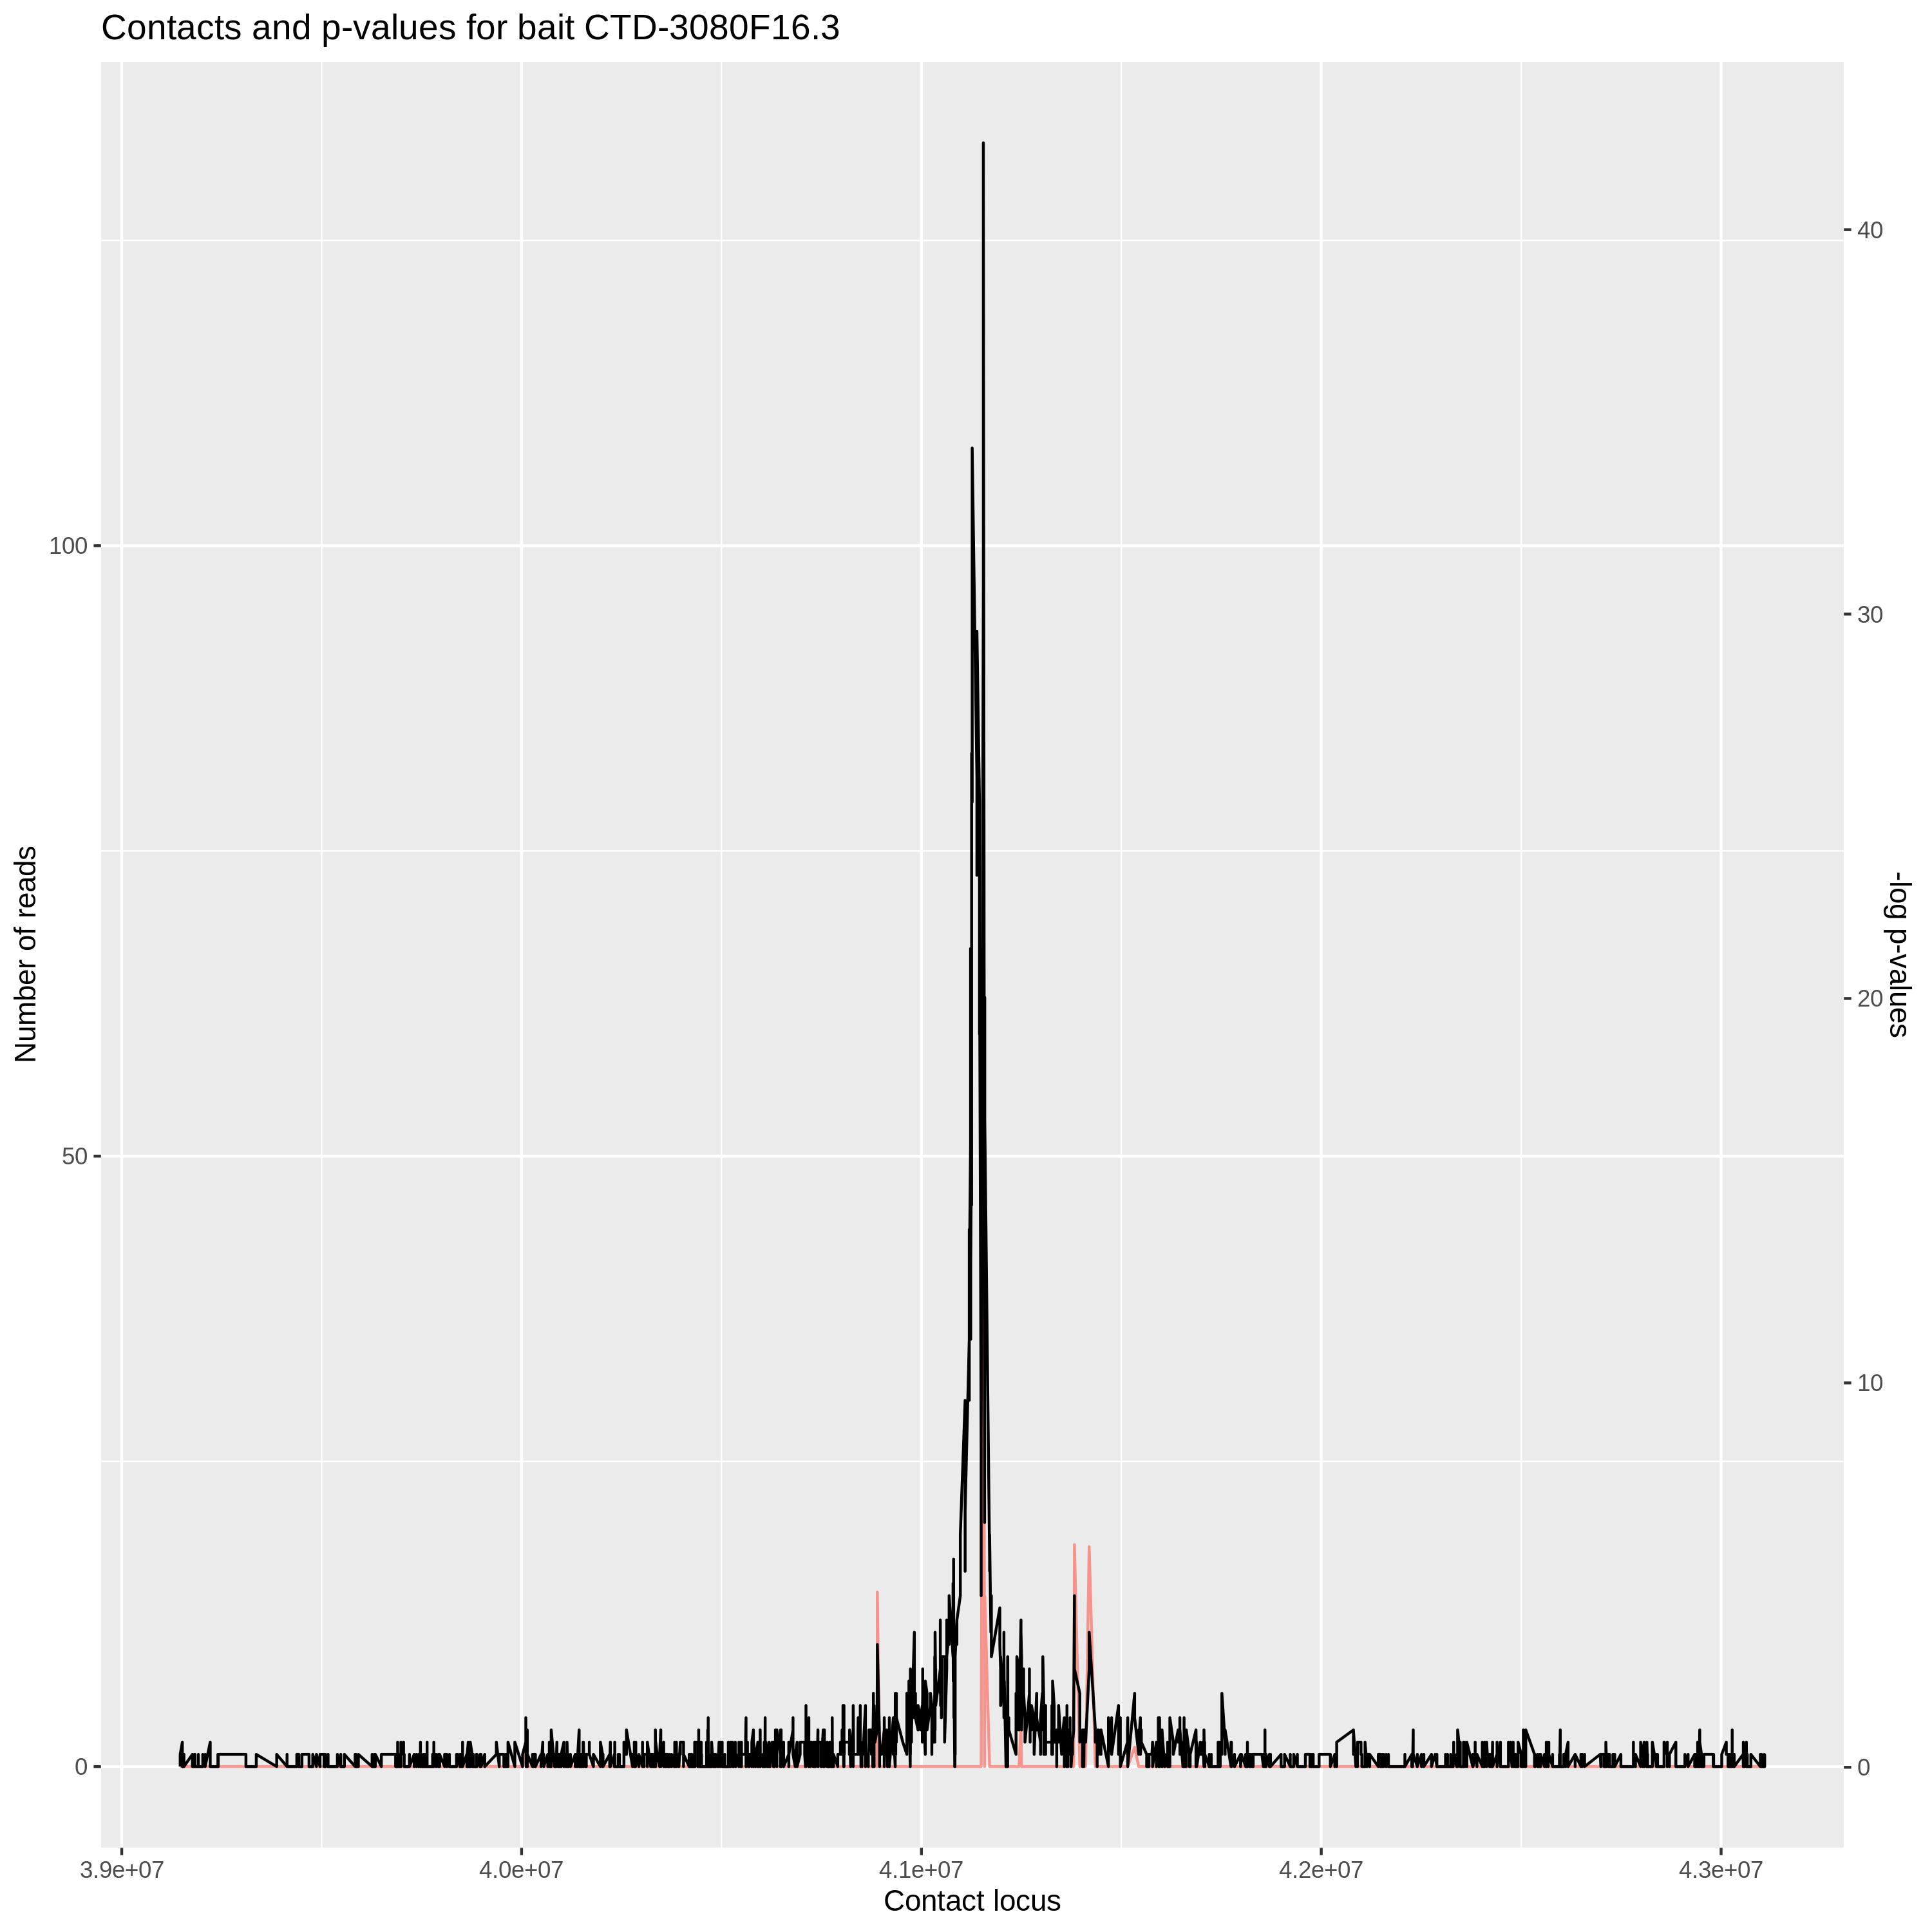 Contacts and p-values for bait CTD-3080F16.3
Number of reads
100
50
0
40
30
20
10
0
-log p-values
3.9e+07
4.0e+07
4.1e+07
4.2e+07
4.3e+07
Contact locus